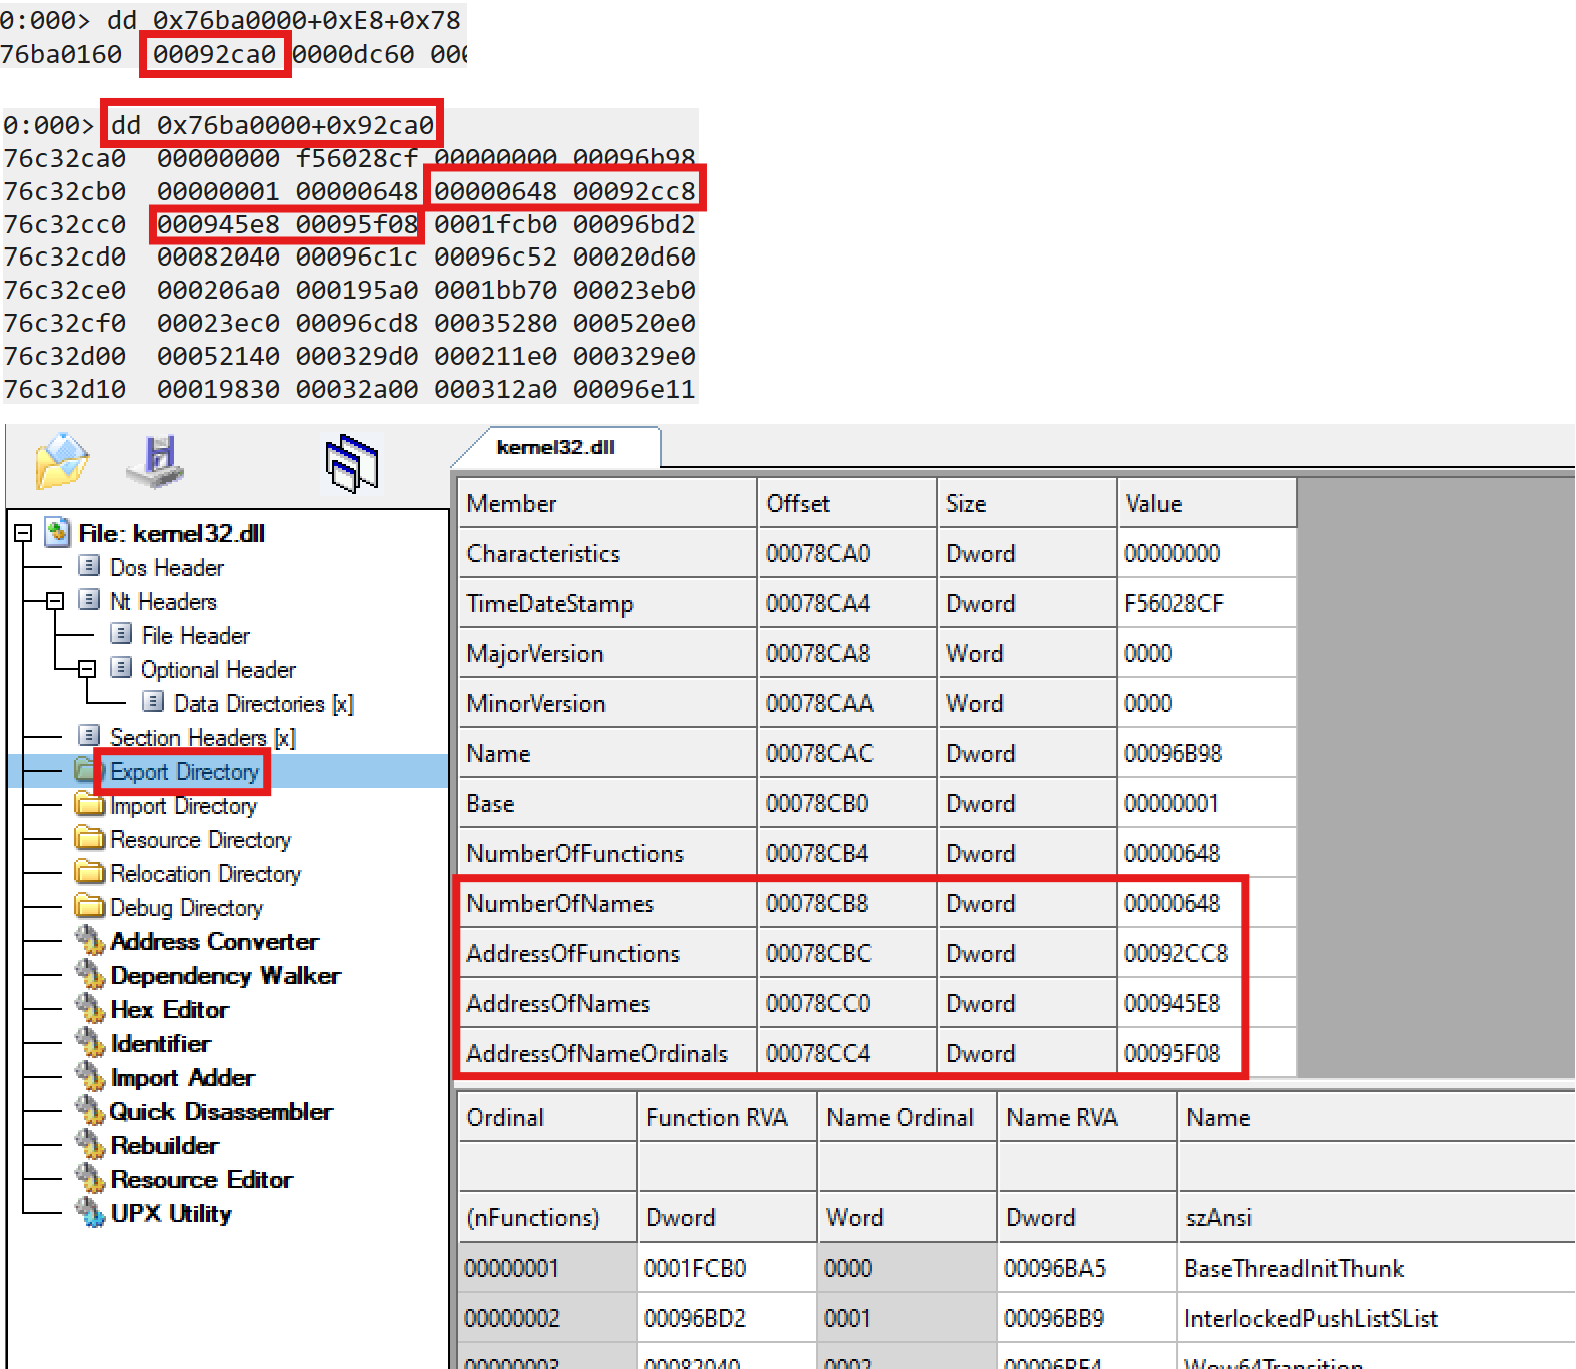 0:000> dd 0x76ba0000+0xE8+0x78
76ba0160 00092ca0 0000dc60
0:000> dd 0x76ba0000+0x92ca0
76c32ca0 00000000 f56028cf 00000000 00096b98
76c32cb0 00000001 00000648 00000648 00092cc8
76c32cc0 000945e8 00095f08 0001fcb0 00096bd2
76c32cd0 00082040 00096c1c 00096c52 00020d60
76c32ce0 000206a0 000195a0 0001bb70 00023eb0
76c32cf0 00023ec0 00096cd8 00035280 000520e0
76c32d00 00052140 000329d0 000211e0 000329e0
76c32d10 00019830 00032a00 000312a0 00096e11
File: kernel32.dll
Dos Header
Nt Headers
File Header
Optional Header
Data Directories [x]
Section Headers [x]
Export Directory
Import Directory
Resource Directory
Relocation Directory
Debug Directory
Address Converter
Dependency Walker
Hex Editor
Identifier
Import Adder
Quick Disassembler
Rebuilder
Resource Editor
UPX Utility
kernel32.dll
Member Offset Size Value
Characteristics 00078CA0 Dword 00000000
TimeDateStamp 00078CA4 Dword F56028CF
MajorVersion 00078CA8 Word 0000
MinorVersion 00078CAA Word 0000
Name 00078CAC Dword 00096B98
Base 00078CB0 Dword 00000001
NumberOfFunctions 00078CB4 Dword 00000648
NumberOfNames 00078CB8 Dword 00000648
AddressOfFunctions 00078CBC Dword 00092CC8
AddressOfNames 00078CC0 Dword 000945E8
AddressOfNameOrdinals 00078CC4 Dword 00095F08
Ordinal Function RVA Name Ordinal Name RVA Name
(nFunctions) Dword Word Dword szAnsi
00000001 0001FCB0 0000 00096BA5 BaseThreadInitThunk
00000002 00096BD2 0001 00096BB9 InterlockedPushListSList
00000003 00082040 0002 00096BF4 Wow64Transition